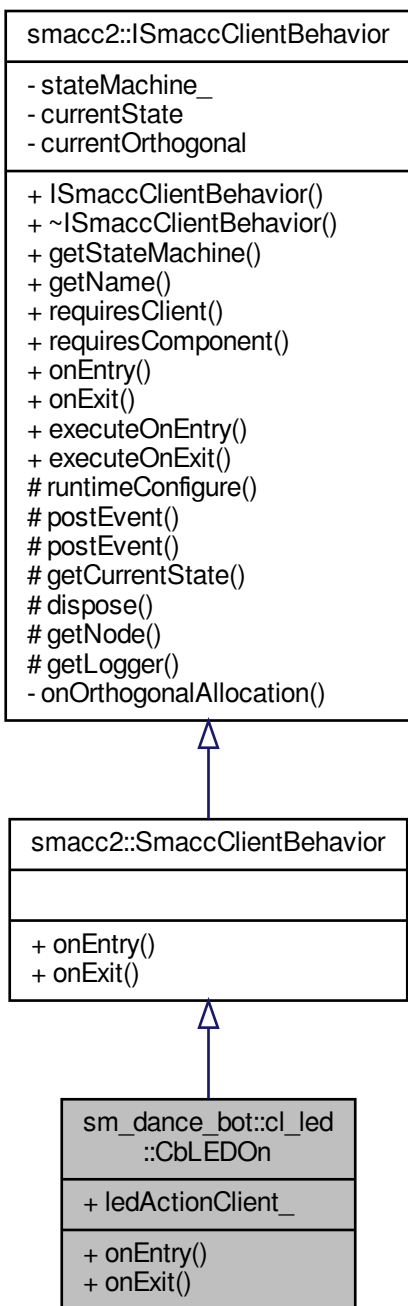 smacc2::ISmaccClientBehavior
- stateMachine_
- currentState
- currentOrthogonal
+ ISmaccClientBehavior()
+ ~ISmaccClientBehavior()
+ getStateMachine()
+ getName()
+ requiresClient()
+ requiresComponent()
+ onEntry()
+ onExit()
+ executeOnEntry()
+ executeOnExit()
# runtimeConfigure()
# postEvent()
# postEvent()
# getCurrentState()
# dispose()
# getNode()
# getLogger()
- onOrthogonalAllocation()
smacc2::SmaccClientBehavior
+ onEntry()
+ onExit()
sm_dance_bot::cl_led
::CbLEDOn
+ ledActionClient_
+ onEntry()
+ onExit()